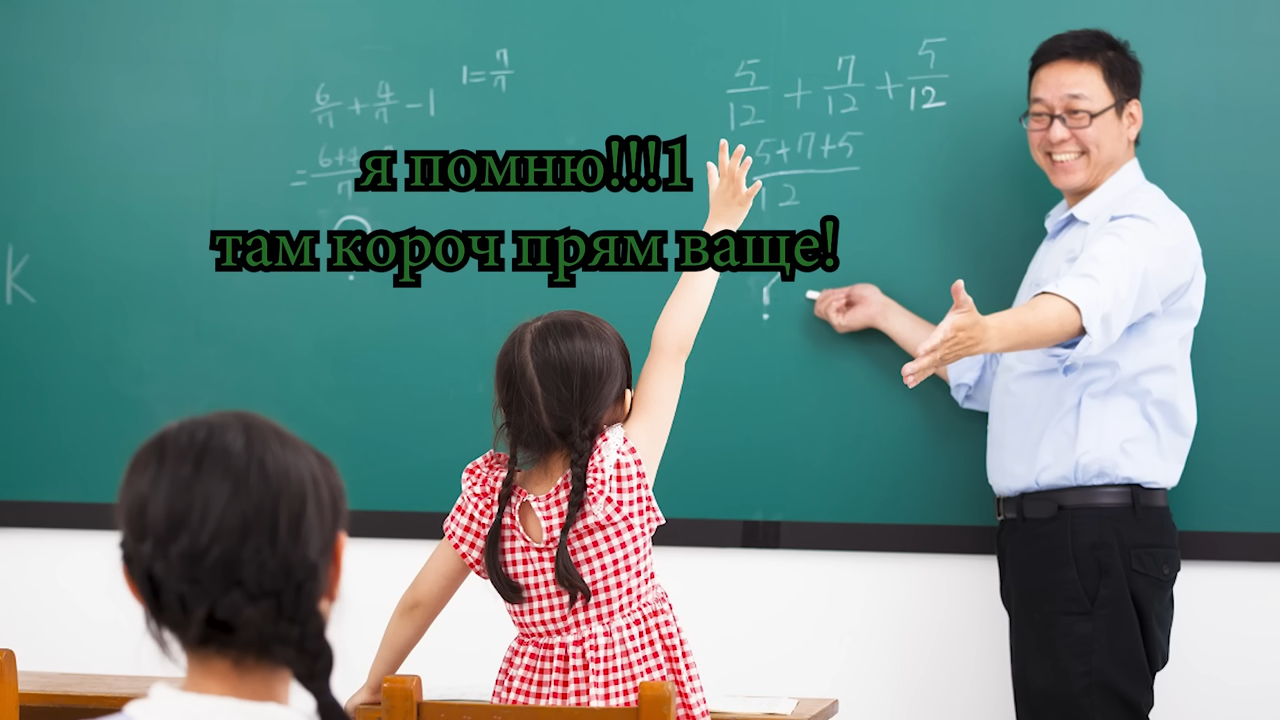 6/7 + 4/7 - 1
1 = 7/7
5/12 + 7/12 + 5/12
5+7+5
12
я помню!!!1
там короч прям ваще!
?
K